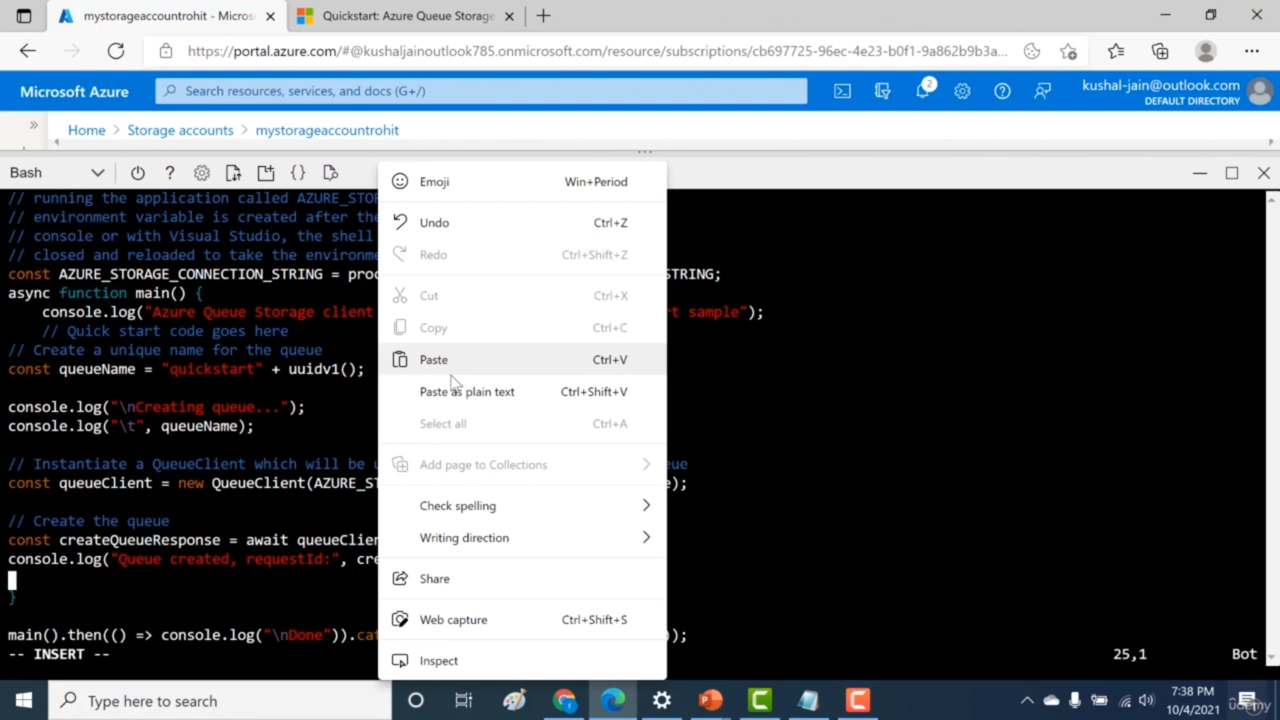 mystorageaccountrohit - Micros
Quickstart: Azure Queue Storage
https://portal.azure.com/#@kushaljainoutlook785.onmicrosoft.com/resource/subscriptions/cb697725-96ec-4e23-b0f1-9a862b9b3a...
Microsoft Azure
Search resources, services, and docs (G+/)
2
kushal-jain@outlook.com
DEFAULT DIRECTORY
Home > Storage accounts > mystorageaccountrohit
Bash
// running the application called AZURE_STOR
// environment variable is created after the
// console or with Visual Studio, the shell
// closed and reloaded to take the environme
const AZURE_STORAGE_CONNECTION_STRING = proc
TRING;
async function main() {
console.log("Azure Queue Storage client
rt sample");
// Quick start code goes here
// Create a unique name for the queue
const queueName = "quickstart" + uuidv1();
console.log("\nCreating queue...");
console.log("\t", queueName);
// Instantiate a QueueClient which will be u
eue
const queueClient = new QueueClient(AZURE_ST
e);
// Create the queue
const createQueueResponse = await queueClien
console.log("Queue created, requestId:", cre
}
main().then(() => console.log("\nDone")).cat
));
-- INSERT --
25,1
Bot
Emoji Win+Period
Undo Ctrl+Z
Redo Ctrl+Shift+Z
Cut Ctrl+X
Copy Ctrl+C
Paste Ctrl+V
Paste as plain text Ctrl+Shift+V
Select all Ctrl+A
Add page to Collections
Check spelling
Writing direction
Share
Web capture Ctrl+Shift+S
Inspect
Type here to search
7:38 PM
10/4/2021
udemy